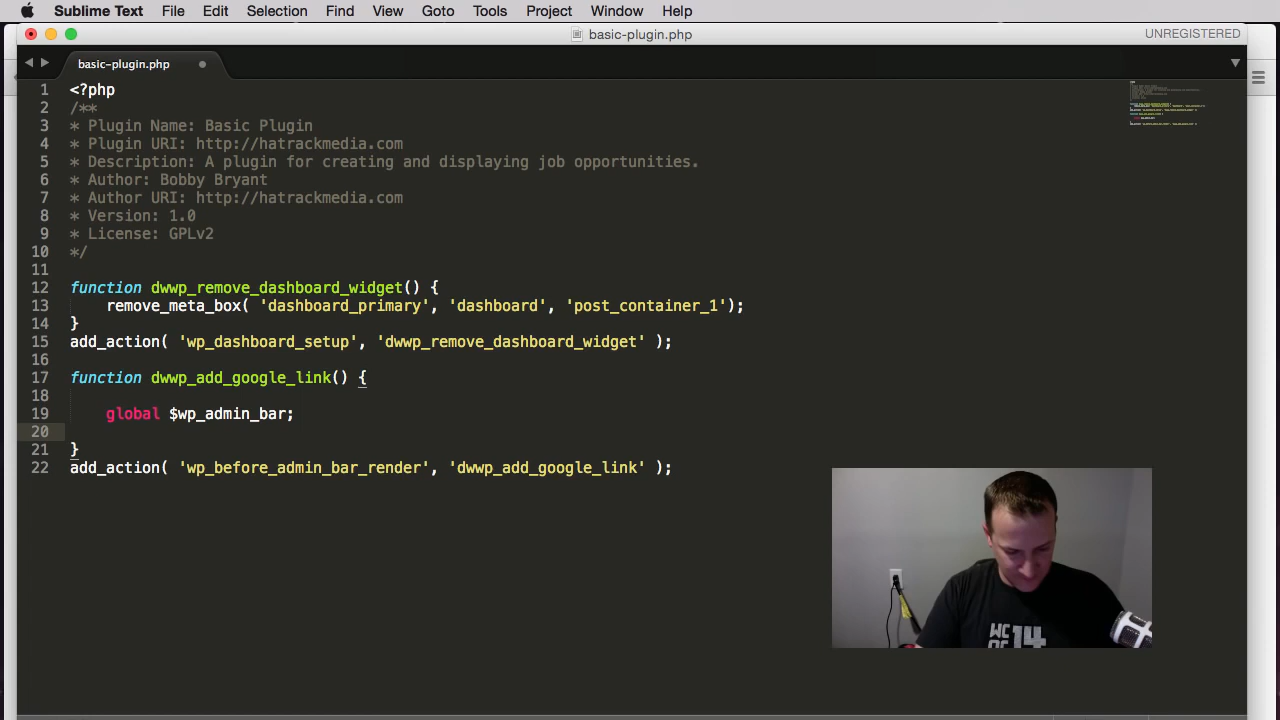 Sublime Text File Edit Selection Find View Goto Tools Project Window Help
basic-plugin.php UNREGISTERED
basic-plugin.php
1 <?php
2 /**
3 * Plugin Name: Basic Plugin
4 * Plugin URI: http://hatrackmedia.com
5 * Description: A plugin for creating and displaying job opportunities.
6 * Author: Bobby Bryant
7 * Author URI: http://hatrackmedia.com
8 * Version: 1.0
9 * License: GPLv2
10 */
11
12 function dwwp_remove_dashboard_widget() {
13 remove_meta_box( 'dashboard_primary', 'dashboard', 'post_container_1');
14 }
15 add_action( 'wp_dashboard_setup', 'dwwp_remove_dashboard_widget' );
16
17 function dwwp_add_google_link() {
18
19 global $wp_admin_bar;
20
21 }
22 add_action( 'wp_before_admin_bar_render', 'dwwp_add_google_link' );
WC
OC 14